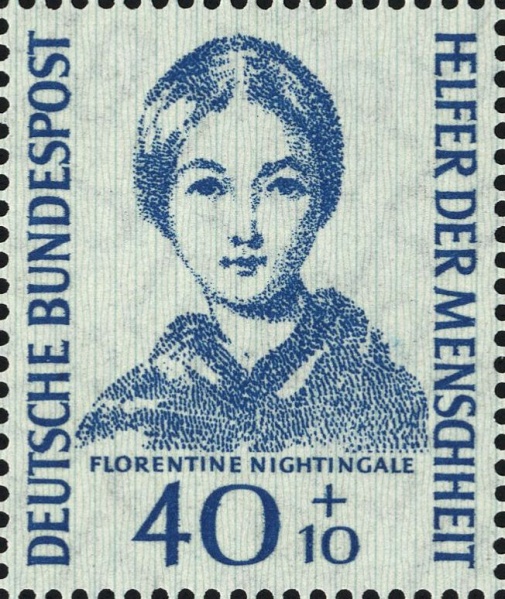 DEUTSCHE BUNDESPOST
HELFER DER MENSCHHEIT
FLORENTINE NIGHTINGALE
40 + 10